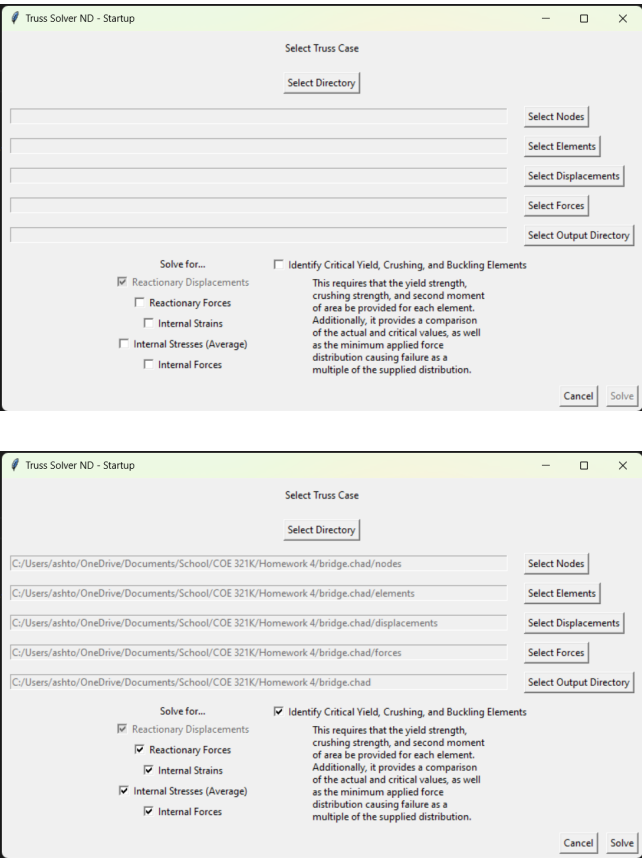 Truss Solver ND - Startup
Select Truss Case
Select Directory
Select Nodes
Select Elements
Select Displacements
Select Forces
Select Output Directory
Solve for...
Reactionary Displacements
Reactionary Forces
Internal Strains
Internal Stresses (Average)
Internal Forces
Identify Critical Yield, Crushing, and Buckling Elements
This requires that the yield strength,
crushing strength, and second moment
of area be provided for each element.
Additionally, it provides a comparison
of the actual and critical values, as well
as the minimum applied force
distribution causing failure as a
multiple of the supplied distribution.
Cancel Solve
Truss Solver ND - Startup
Select Truss Case
Select Directory
C:/Users/ashto/OneDrive/Documents/School/COE 321K/Homework 4/bridge.chad/nodes Select Nodes
C:/Users/ashto/OneDrive/Documents/School/COE 321K/Homework 4/bridge.chad/elements Select Elements
C:/Users/ashto/OneDrive/Documents/School/COE 321K/Homework 4/bridge.chad/displacements Select Displacements
C:/Users/ashto/OneDrive/Documents/School/COE 321K/Homework 4/bridge.chad/forces Select Forces
C:/Users/ashto/OneDrive/Documents/School/COE 321K/Homework 4/bridge.chad Select Output Directory
Solve for...
Reactionary Displacements
Reactionary Forces
Internal Strains
Internal Stresses (Average)
Internal Forces
Identify Critical Yield, Crushing, and Buckling Elements
This requires that the yield strength,
crushing strength, and second moment
of area be provided for each element.
Additionally, it provides a comparison
of the actual and critical values, as well
as the minimum applied force
distribution causing failure as a
multiple of the supplied distribution.
Cancel Solve